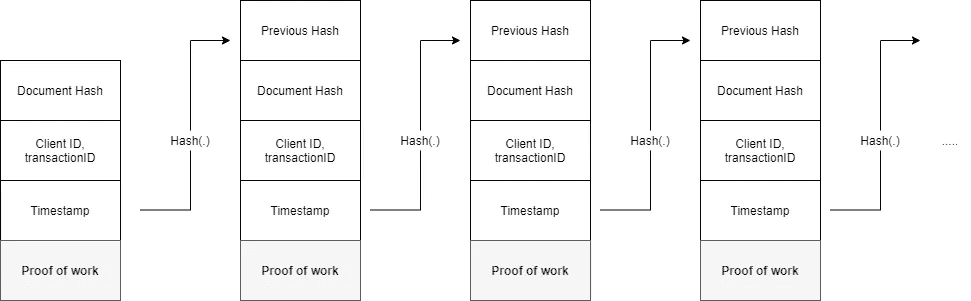 Document Hash
Client ID,
transactionID
Timestamp
Proof of work
Hash(.)
Previous Hash
Document Hash
Client ID,
transactionID
Timestamp
Proof of work
Hash(.)
Previous Hash
Document Hash
Client ID,
transactionID
Timestamp
Proof of work
Hash(.)
Previous Hash
Document Hash
Client ID,
transactionID
Timestamp
Proof of work
Hash(.)
.....